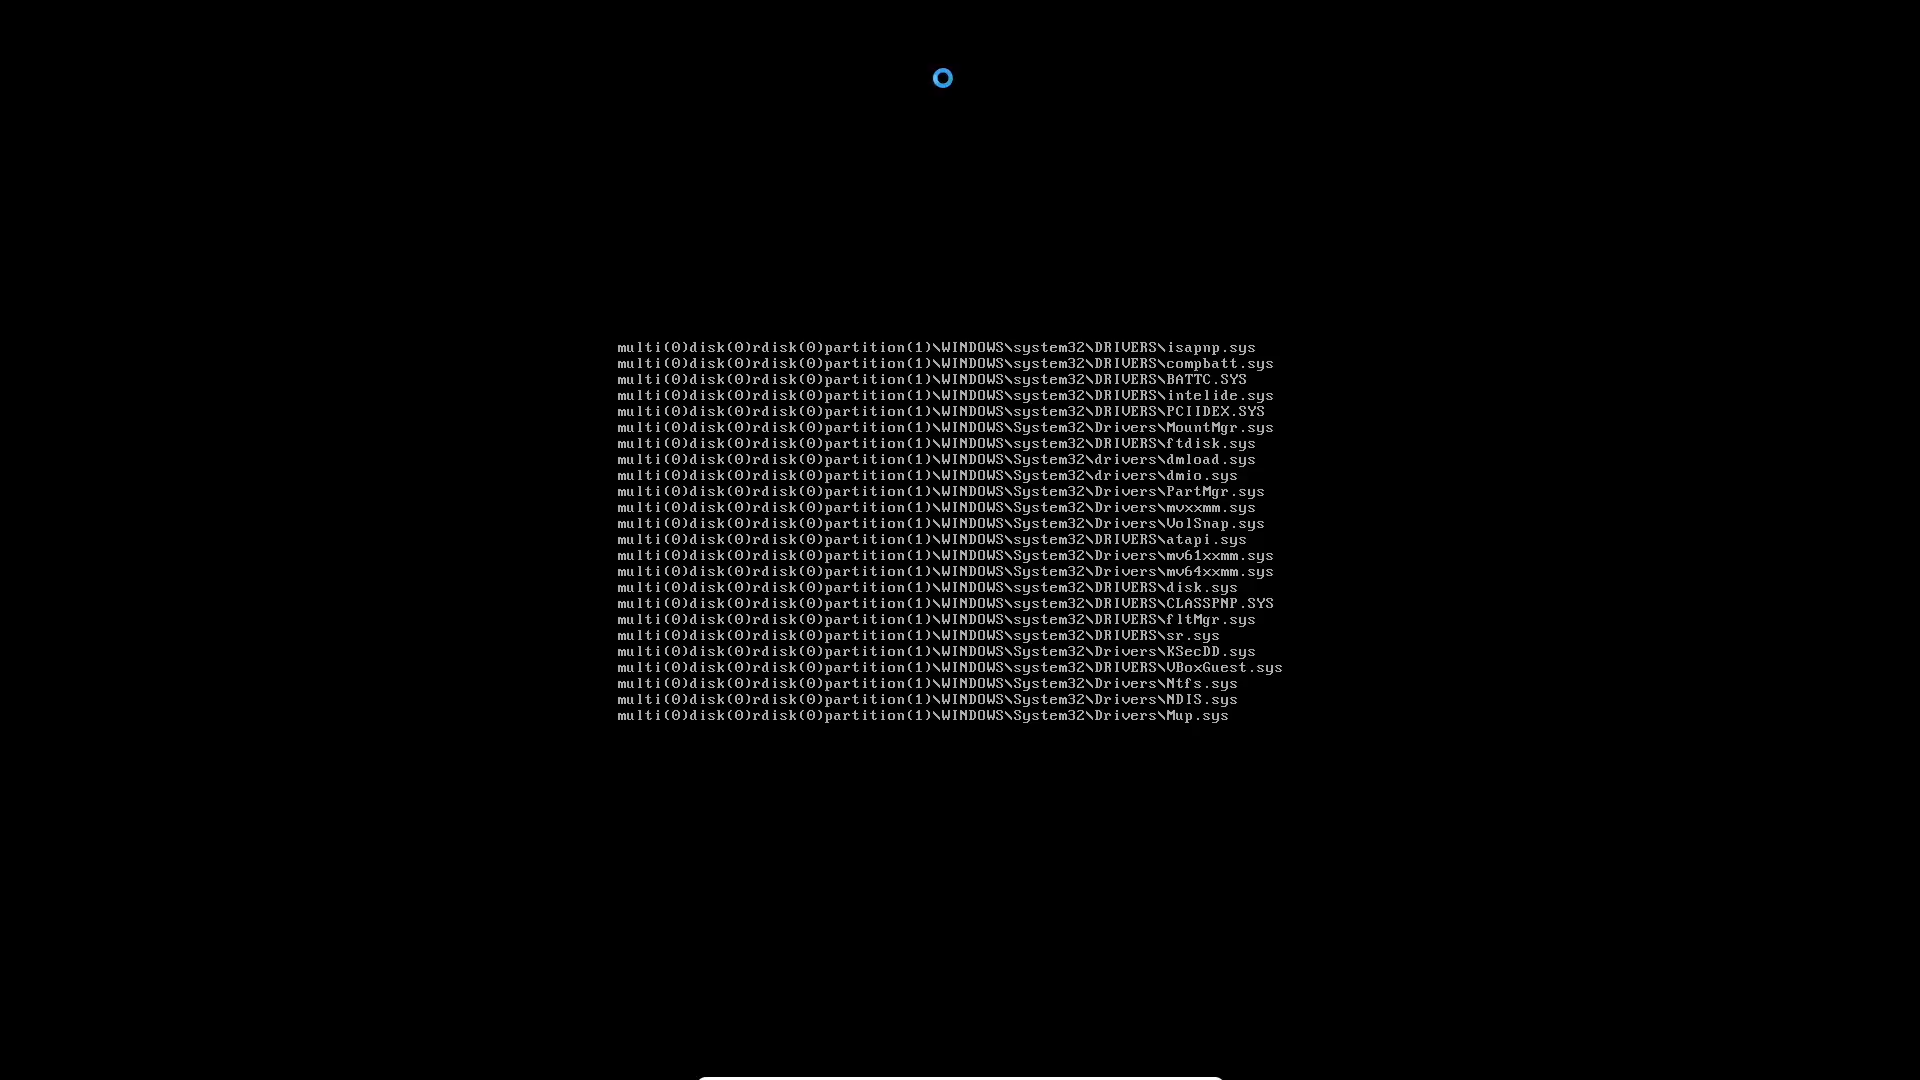 multi(0)disk(0)rdisk(0)partition(1)\WINDOWS\system32\DRIVERS\isapnp.sys
multi(0)disk(0)rdisk(0)partition(1)\WINDOWS\system32\DRIVERS\compbatt.sys
multi(0)disk(0)rdisk(0)partition(1)\WINDOWS\system32\DRIVERS\BATTC.SYS
multi(0)disk(0)rdisk(0)partition(1)\WINDOWS\system32\DRIVERS\intelide.sys
multi(0)disk(0)rdisk(0)partition(1)\WINDOWS\system32\DRIVERS\PCIIDEX.SYS
multi(0)disk(0)rdisk(0)partition(1)\WINDOWS\System32\Drivers\MountMgr.sys
multi(0)disk(0)rdisk(0)partition(1)\WINDOWS\system32\DRIVERS\ftdisk.sys
multi(0)disk(0)rdisk(0)partition(1)\WINDOWS\System32\drivers\dmload.sys
multi(0)disk(0)rdisk(0)partition(1)\WINDOWS\System32\drivers\dmio.sys
multi(0)disk(0)rdisk(0)partition(1)\WINDOWS\System32\Drivers\PartMgr.sys
multi(0)disk(0)rdisk(0)partition(1)\WINDOWS\System32\Drivers\mvxxmm.sys
multi(0)disk(0)rdisk(0)partition(1)\WINDOWS\System32\Drivers\VolSnap.sys
multi(0)disk(0)rdisk(0)partition(1)\WINDOWS\system32\DRIVERS\atapi.sys
multi(0)disk(0)rdisk(0)partition(1)\WINDOWS\System32\Drivers\mv61xxmm.sys
multi(0)disk(0)rdisk(0)partition(1)\WINDOWS\System32\Drivers\mv64xxmm.sys
multi(0)disk(0)rdisk(0)partition(1)\WINDOWS\system32\DRIVERS\disk.sys
multi(0)disk(0)rdisk(0)partition(1)\WINDOWS\system32\DRIVERS\CLASSPNP.SYS
multi(0)disk(0)rdisk(0)partition(1)\WINDOWS\system32\DRIVERS\fltMgr.sys
multi(0)disk(0)rdisk(0)partition(1)\WINDOWS\system32\DRIVERS\sr.sys
multi(0)disk(0)rdisk(0)partition(1)\WINDOWS\System32\Drivers\KSecDD.sys
multi(0)disk(0)rdisk(0)partition(1)\WINDOWS\system32\DRIVERS\VBoxGuest.sys
multi(0)disk(0)rdisk(0)partition(1)\WINDOWS\System32\Drivers\Ntfs.sys
multi(0)disk(0)rdisk(0)partition(1)\WINDOWS\System32\Drivers\NDIS.sys
multi(0)disk(0)rdisk(0)partition(1)\WINDOWS\System32\Drivers\Mup.sys